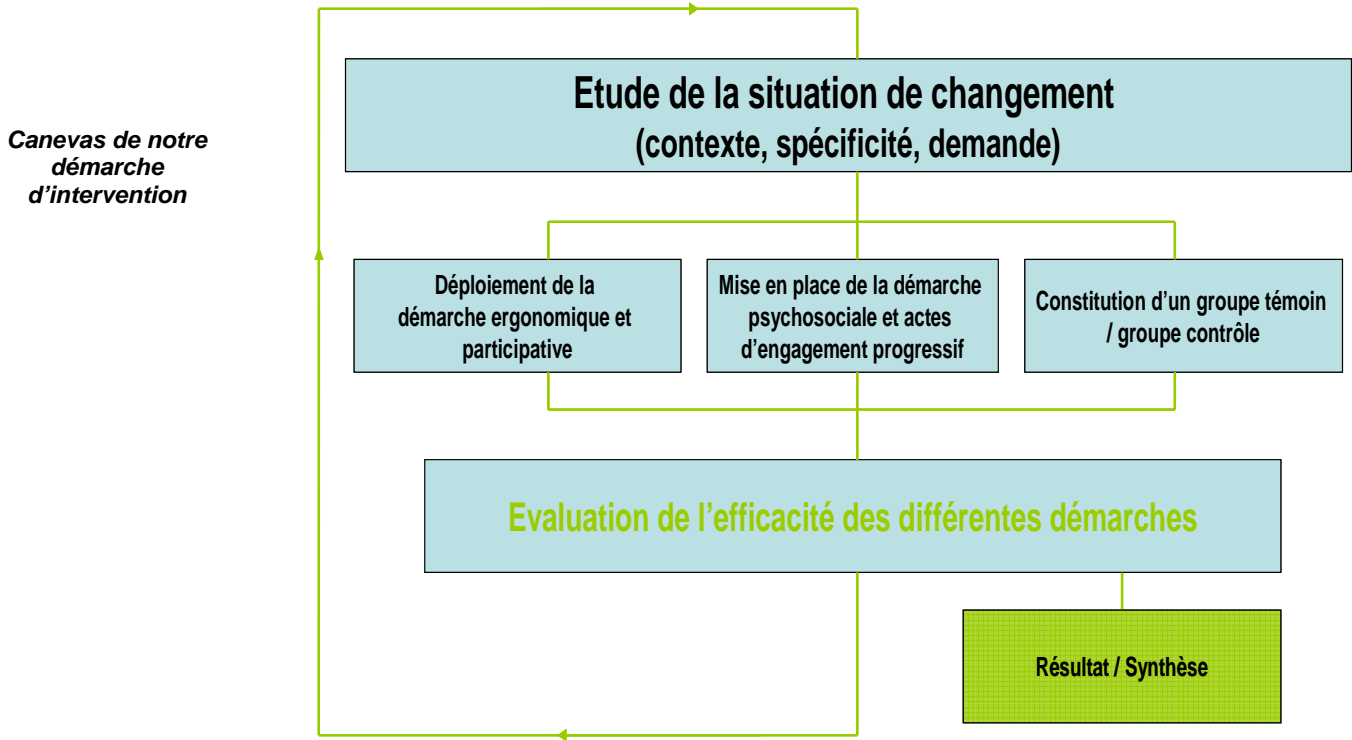 Canevas de notre
démarche
d'intervention
Etude de la situation de changement
(contexte, spécificité, demande)
Déploiement de la
démarche ergonomique et
participative
Mise en place de la démarche
psychosociale et actes
d'engagement progressif
Constitution d'un groupe témoin
/ groupe contrôle
Evaluation de l'efficacité des différentes démarches
Résultat / Synthèse